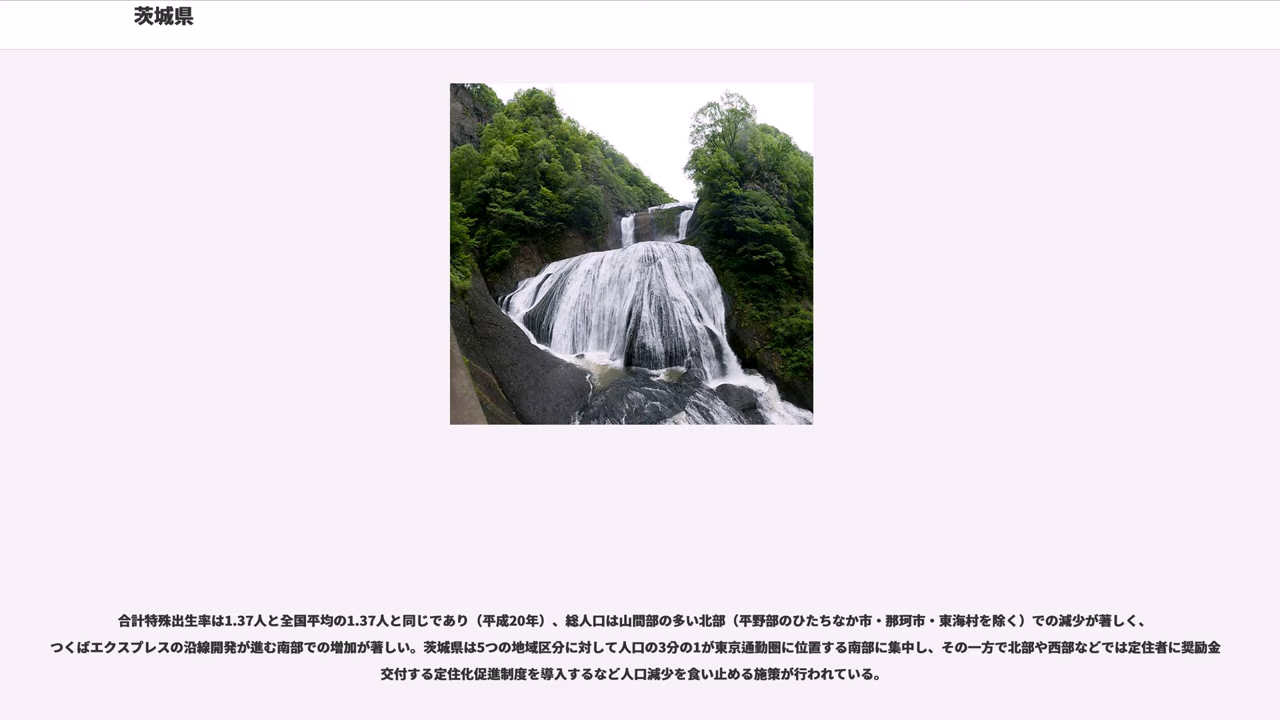 茨城県
合計特殊出生率は1.37人と全国平均の1.37人と同じであり（平成20年）、総人口は山間部の多い北部（平野部のひたちなか市・那珂市・東海村を除く）での減少が著しく、
つくばエクスプレスの沿線開発が進む南部での増加が著しい。茨城県は5つの地域区分に対して人口の3分の1が東京通勤圏に位置する南部に集中し、その一方で北部や西部などでは定住者に奨励金
交付する定住化促進制度を導入するなど人口減少を食い止める施策が行われている。